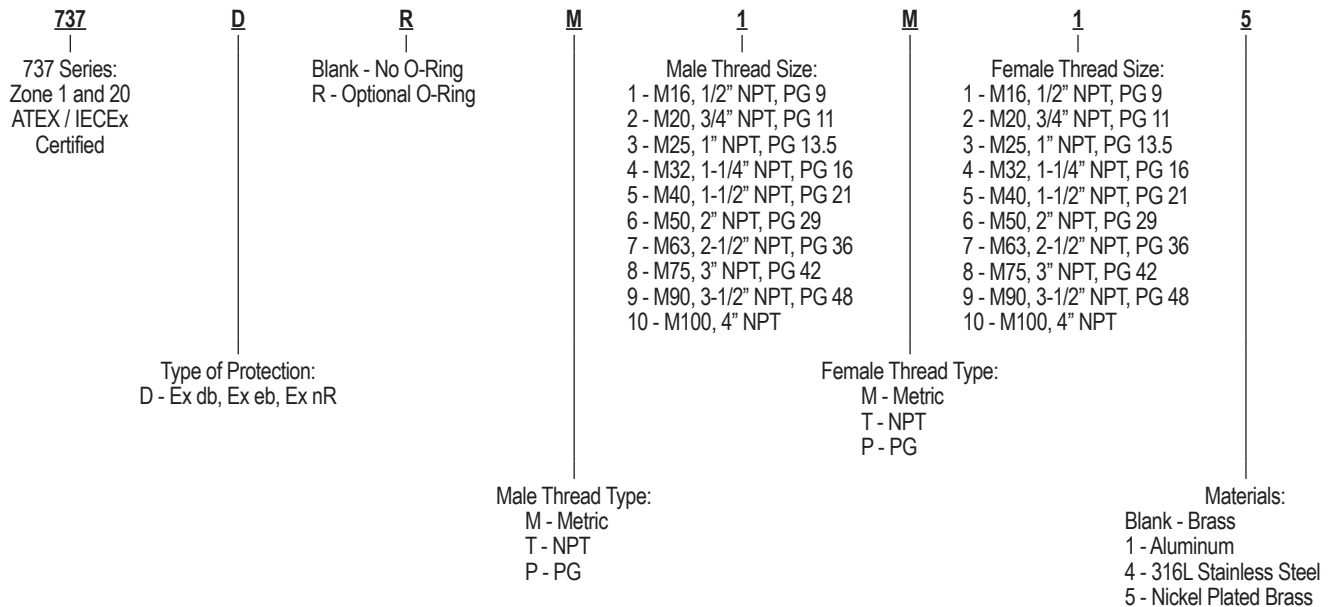 737 D R M 1 M 1 5
737 Series:
Zone 1 and 20
ATEX / IECEx
Certified
Blank - No O-Ring
R - Optional O-Ring
Male Thread Size:
1 - M16, 1/2” NPT, PG 9
2 - M20, 3/4” NPT, PG 11
3 - M25, 1” NPT, PG 13.5
4 - M32, 1-1/4” NPT, PG 16
5 - M40, 1-1/2” NPT, PG 21
6 - M50, 2” NPT, PG 29
7 - M63, 2-1/2” NPT, PG 36
8 - M75, 3” NPT, PG 42
9 - M90, 3-1/2” NPT, PG 48
10 - M100, 4” NPT
Female Thread Size:
1 - M16, 1/2” NPT, PG 9
2 - M20, 3/4” NPT, PG 11
3 - M25, 1” NPT, PG 13.5
4 - M32, 1-1/4” NPT, PG 16
5 - M40, 1-1/2” NPT, PG 21
6 - M50, 2” NPT, PG 29
7 - M63, 2-1/2” NPT, PG 36
8 - M75, 3” NPT, PG 42
9 - M90, 3-1/2” NPT, PG 48
10 - M100, 4” NPT
Type of Protection:
D - Ex db, Ex eb, Ex nR
Female Thread Type:
M - Metric
T - NPT
P - PG
Male Thread Type:
M - Metric
T - NPT
P - PG
Materials:
Blank - Brass
1 - Aluminum
4 - 316L Stainless Steel
5 - Nickel Plated Brass